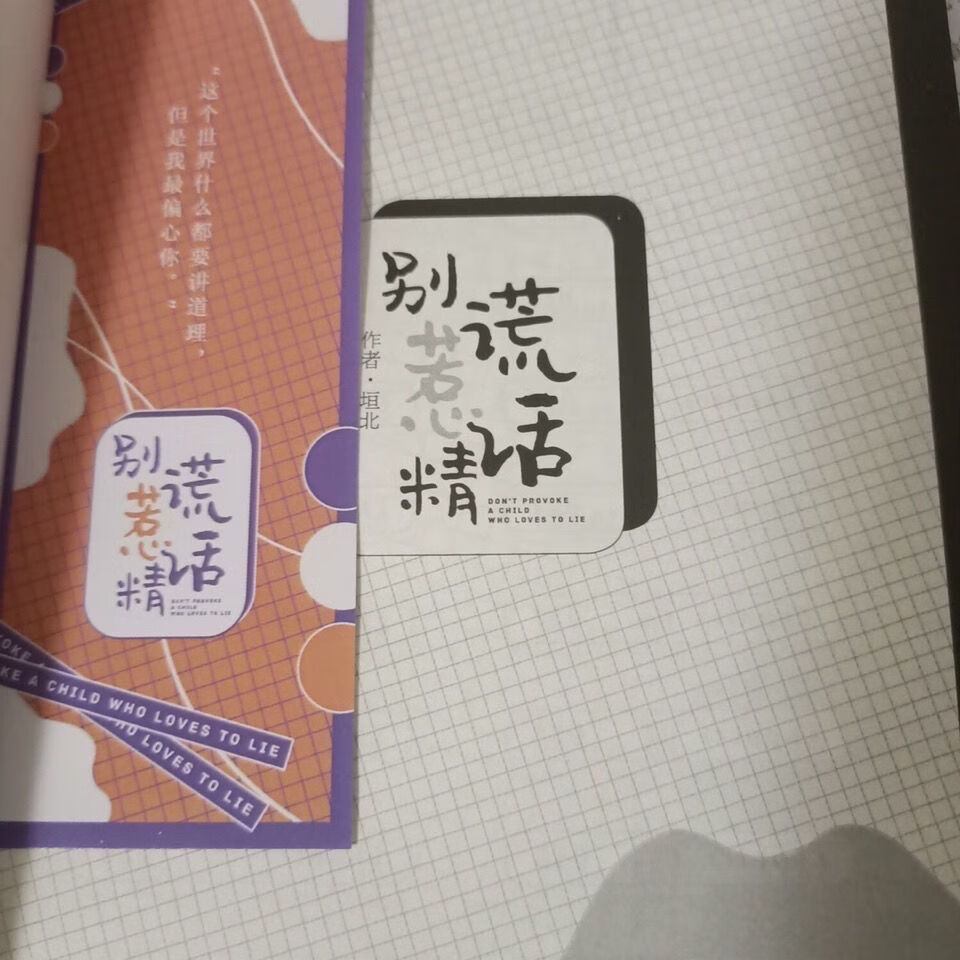 “这个世界什么都要讲道理，
但是我最偏心你。”
别惹
谎话
精
DON'T PROVOKE
A CHILD
WHO LOVES TO LIE
OKE A
KE A CHILD WHO LOVES TO LIE
HO LOVES TO LIE
作者·垣北
别惹
谎话
精
DON'T PROVOKE
A CHILD
WHO LOVES TO LIE